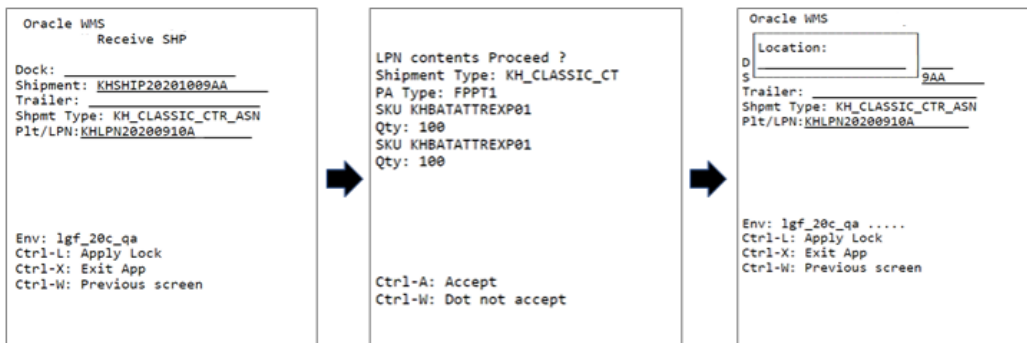 Oracle WMS
Receive SHP
Dock:
Shipment: KHSHIP20201009AA
Trailer:
Shpmt Type: KH_CLASSIC_CTR_ASN
Plt/LPN:KHLPN20200910A
Env: lgf_20c_qa
Ctrl-L: Apply Lock
Ctrl-X: Exit App
Ctrl-W: Previous screen
LPN contents Proceed ?
Shipment Type: KH_CLASSIC_CT
PA Type: FPPT1
SKU KHBATATTREXP01
Qty: 100
SKU KHBATATTREXP01
Qty: 100
Ctrl-A: Accept
Ctrl-W: Dot not accept
Oracle WMS
Location:
D
S 9AA
Trailer:
Shpmt Type: KH_CLASSIC_CTR_ASN
Plt/LPN:KHLPN20200910A
Env: lgf_20c_qa .....
Ctrl-L: Apply Lock
Ctrl-X: Exit App
Ctrl-W: Previous screen